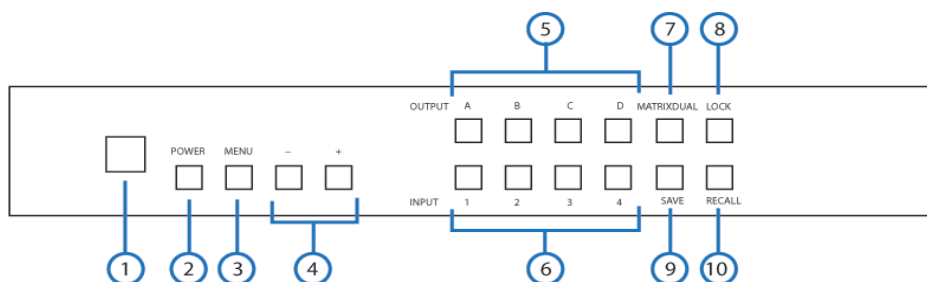 5 7 8
OUTPUT A B C D MATRIXDUAL LOCK
POWER MENU − +
INPUT 1 2 3 4 SAVE RECALL
1 2 3 4 6 9 10